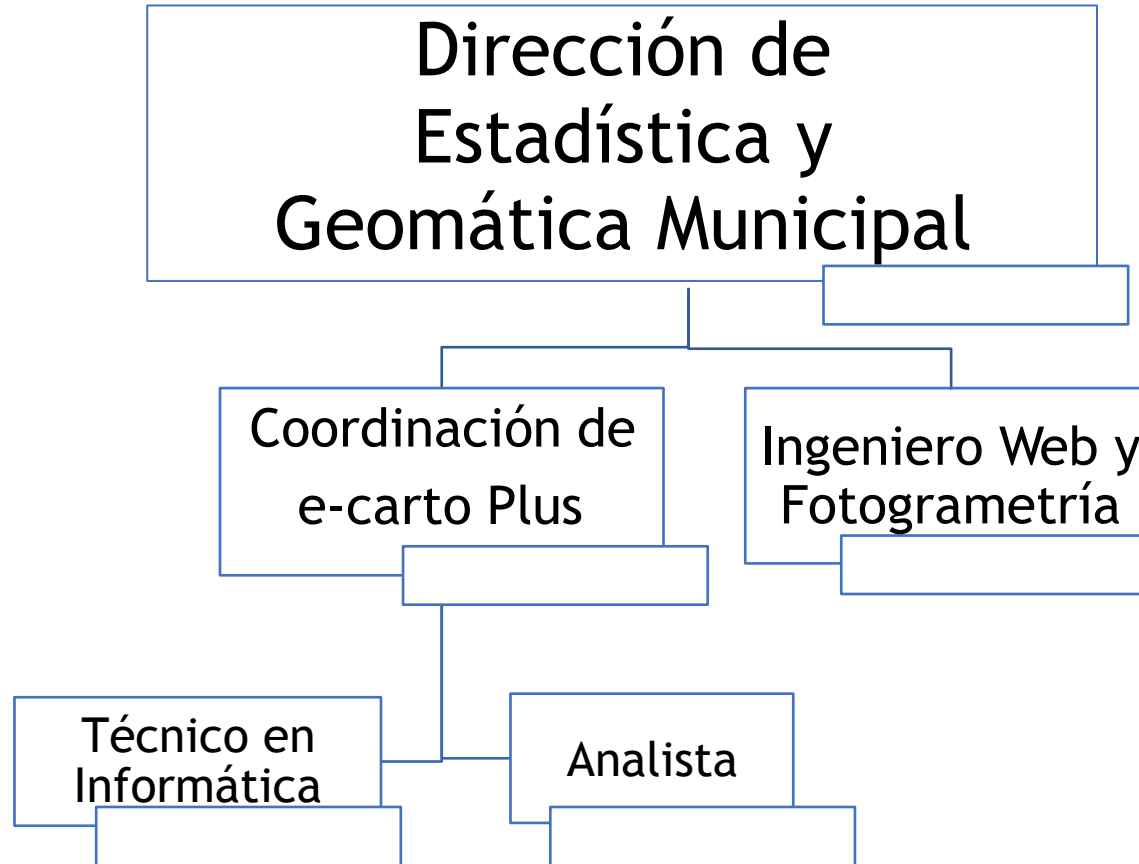 Dirección de
Estadística y
Geomática Municipal
Coordinación de
e-carto Plus
Ingeniero Web y
Fotogrametría
Técnico en
Informática
Analista